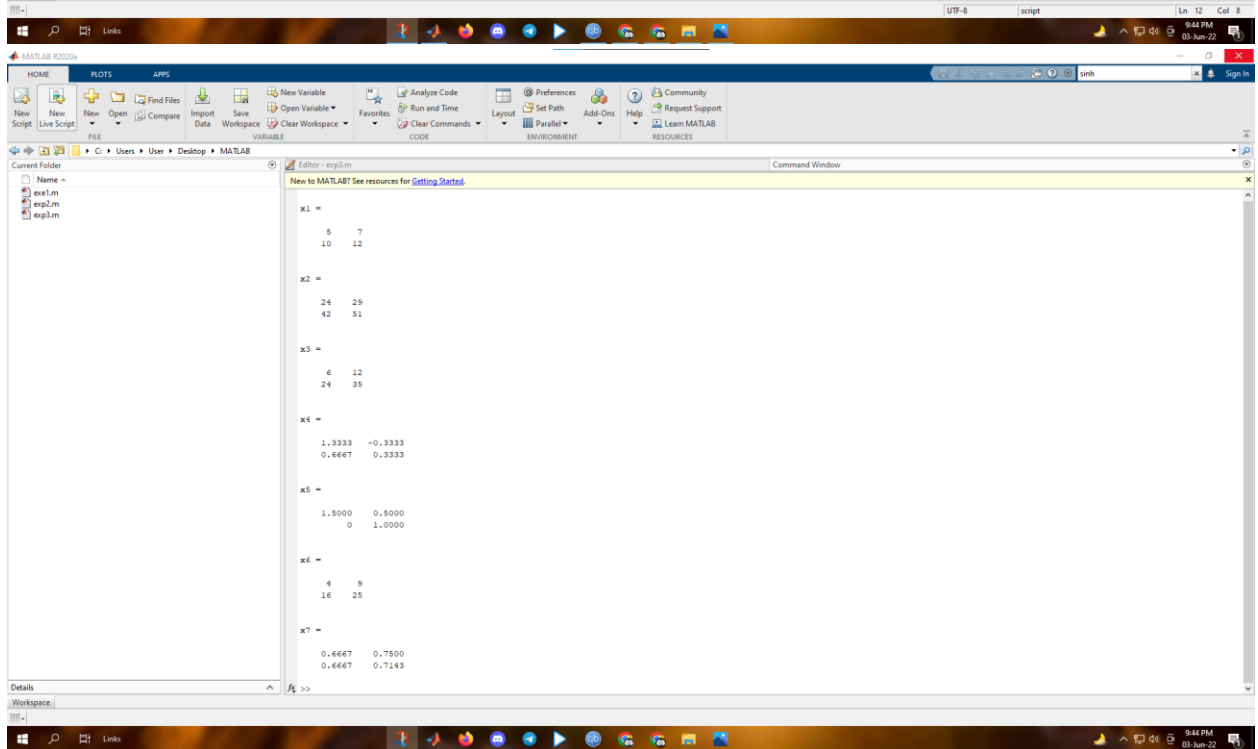 UTF-8 script Ln 12 Col 8
Links 9:44 PM
03-Jun-22
MATLAB R2020a
HOME PLOTS APPS sinh Sign In
New Script
New Live Script
New
Open
Find Files
Compare
Import Data
Save Workspace
New Variable
Open Variable
Clear Workspace
Favorites
Analyze Code
Run and Time
Clear Commands
Layout
Preferences
Set Path
Parallel
Add-Ons
Help
Community
Request Support
Learn MATLAB
FILE VARIABLE CODE ENVIRONMENT RESOURCES
C: Users User Desktop MATLAB
Current Folder
Name
exe1.m
exp2.m
exp3.m
Editor - exp3.m Command Window
New to MATLAB? See resources for Getting Started.
x1 =
5 7
10 12
x2 =
24 29
42 51
x3 =
6 12
24 35
x4 =
1.3333 -0.3333
0.6667 0.3333
x5 =
1.5000 0.5000
0 1.0000
x6 =
4 9
16 25
x7 =
0.6667 0.7500
0.6667 0.7143
fx >>
Details
Workspace
Links 9:44 PM
03-Jun-22